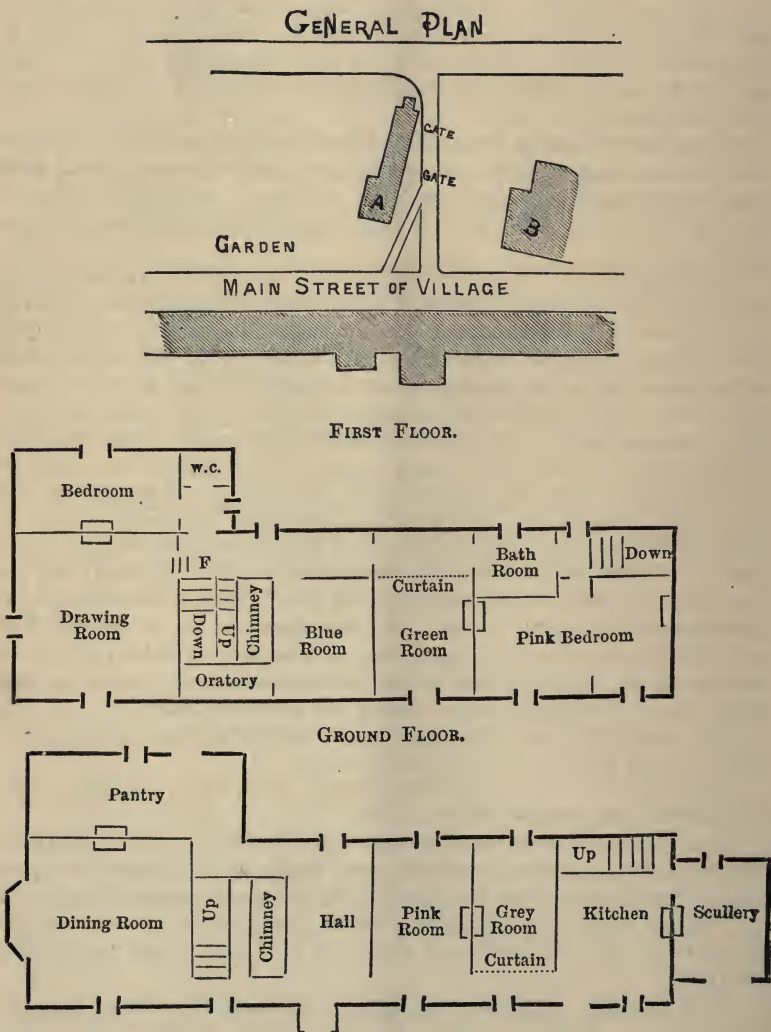 GENERAL PLAN
GATE
GATE
A
B
GARDEN
MAIN STREET OF VILLAGE
FIRST FLOOR.
W.C.
Bedroom
F
Down
Bath
Room
Curtain
Drawing
Room
Down
Up
Chimney
Blue
Room
Green
Room
Pink Bedroom
Oratory
GROUND FLOOR.
Pantry
Up
Dining Room
Up
Chimney
Hall
Pink
Room
Grey
Room
Kitchen
Scullery
Curtain